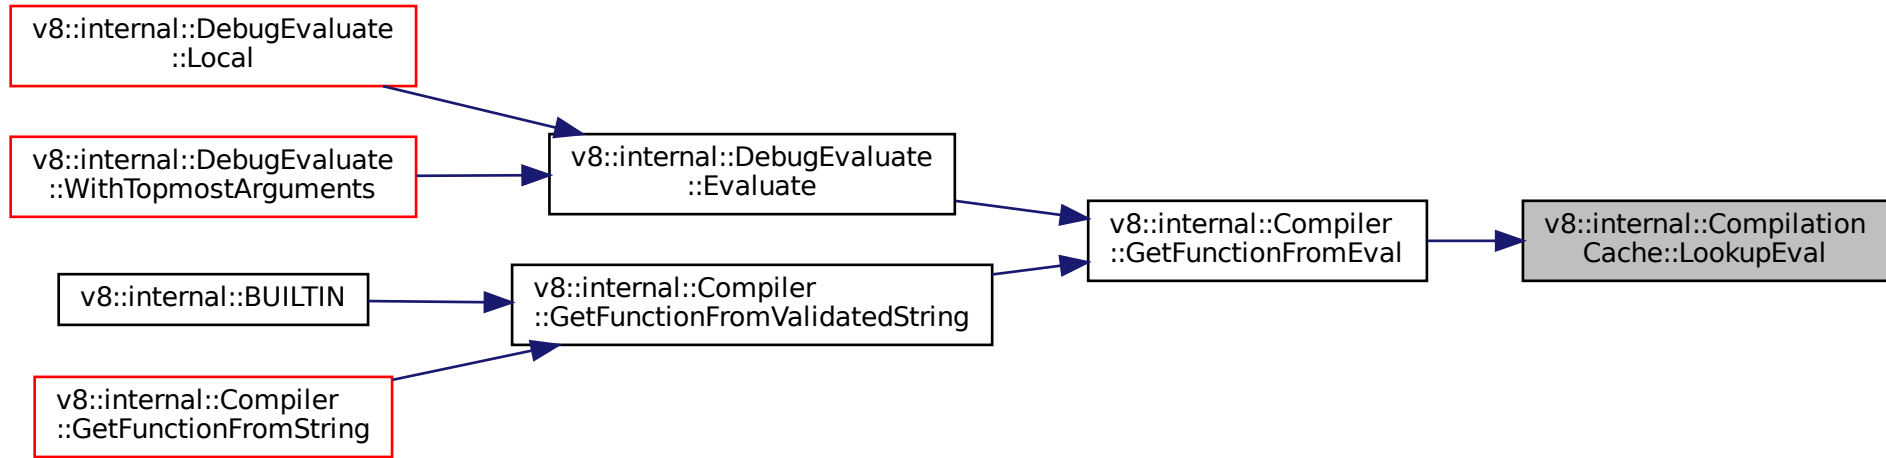 v8::internal::DebugEvaluate
::Local
v8::internal::DebugEvaluate
::WithTopmostArguments
v8::internal::BUILTIN
v8::internal::Compiler
::GetFunctionFromString
v8::internal::DebugEvaluate
::Evaluate
v8::internal::Compiler
::GetFunctionFromValidatedString
v8::internal::Compiler
::GetFunctionFromEval
v8::internal::Compilation
Cache::LookupEval